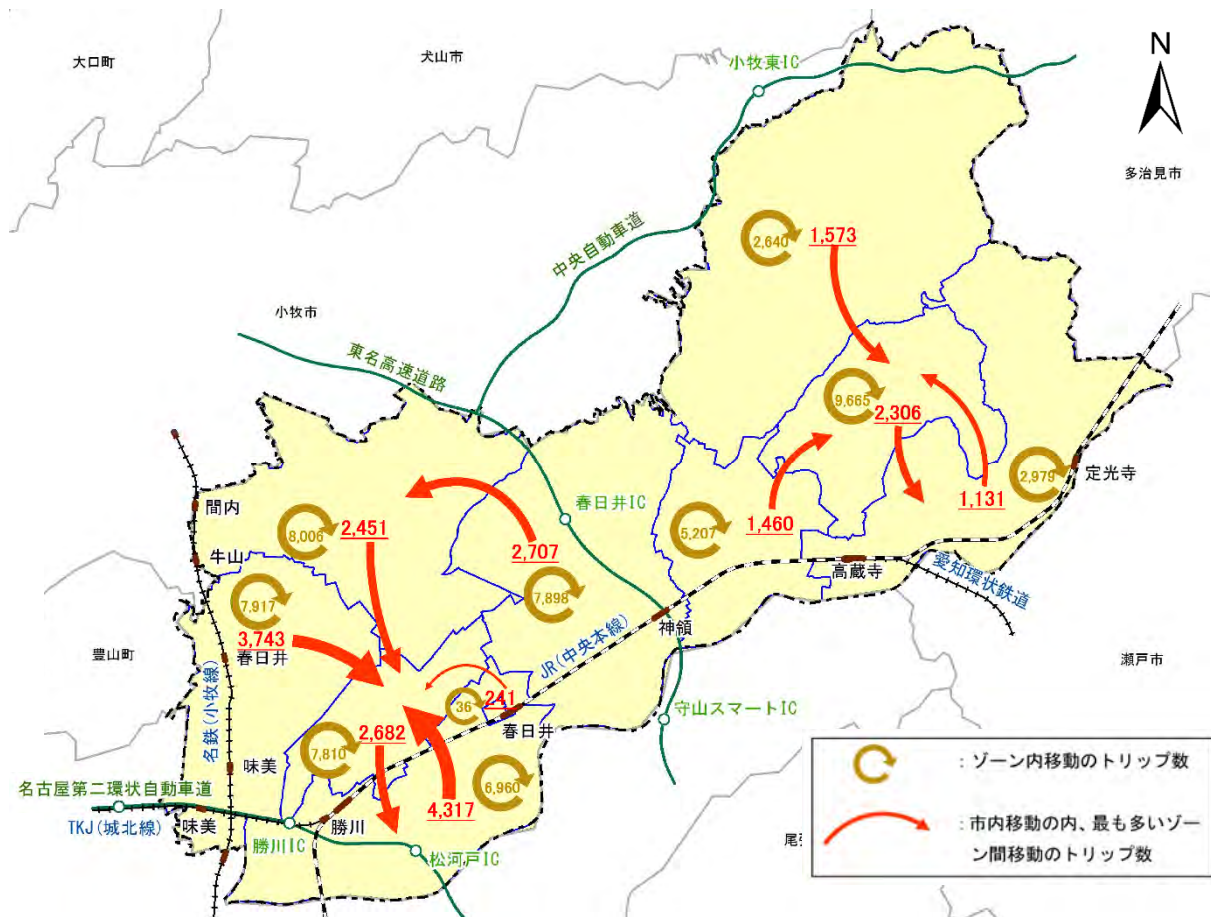 大口町
犬山市
小牧東IC
N
多治見市
中央自動車道
2,640
1,573
小牧市
東名高速道路
9,665
2,306
2,979
定光寺
1,131
間内
春日井IC
8,006
2,451
5,207
1,460
牛山
2,707
高蔵寺
愛知環状鉄道
7,917
7,898
3,743
春日井
神領
豊山町
瀬戸市
名鉄(小牧線)
JR(中央本線)
36
241
春日井
守山スマートIC
7,810
2,682
味美
6,960
名古屋第二環状自動車道
4,317
TKJ(城北線)
味美
勝川
勝川IC
松河戸IC
尾
:ゾーン内移動のトリップ数
:市内移動の内、最も多いゾー
ン間移動のトリップ数